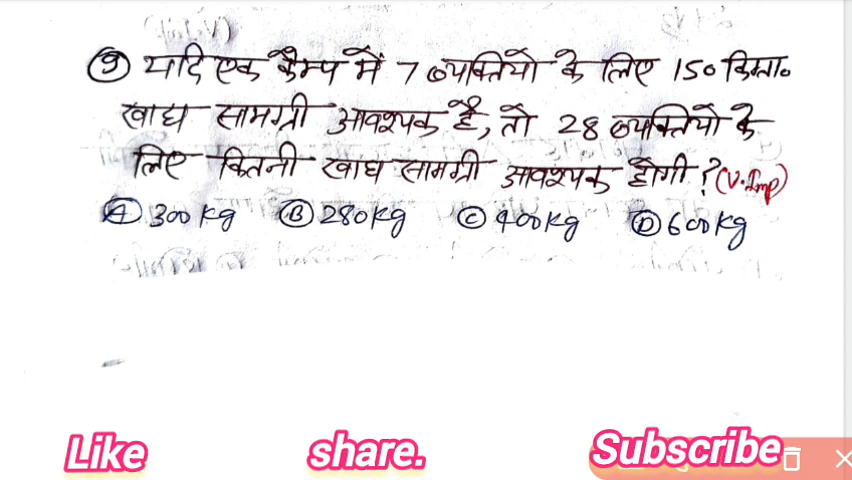 ⑨ यदि एक कैम्प में 7 व्यक्तियो के लिए 150 किग्रा०
खाद्य सामग्री आवश्यक है, तो 28 व्यक्तियो के
लिए कितनी खाद्य सामग्री आवश्यक होगी? (V.Imp)
Ⓐ 300 kg Ⓑ 280 kg Ⓒ 400 kg Ⓓ 600 kg
Like share. Subscribe